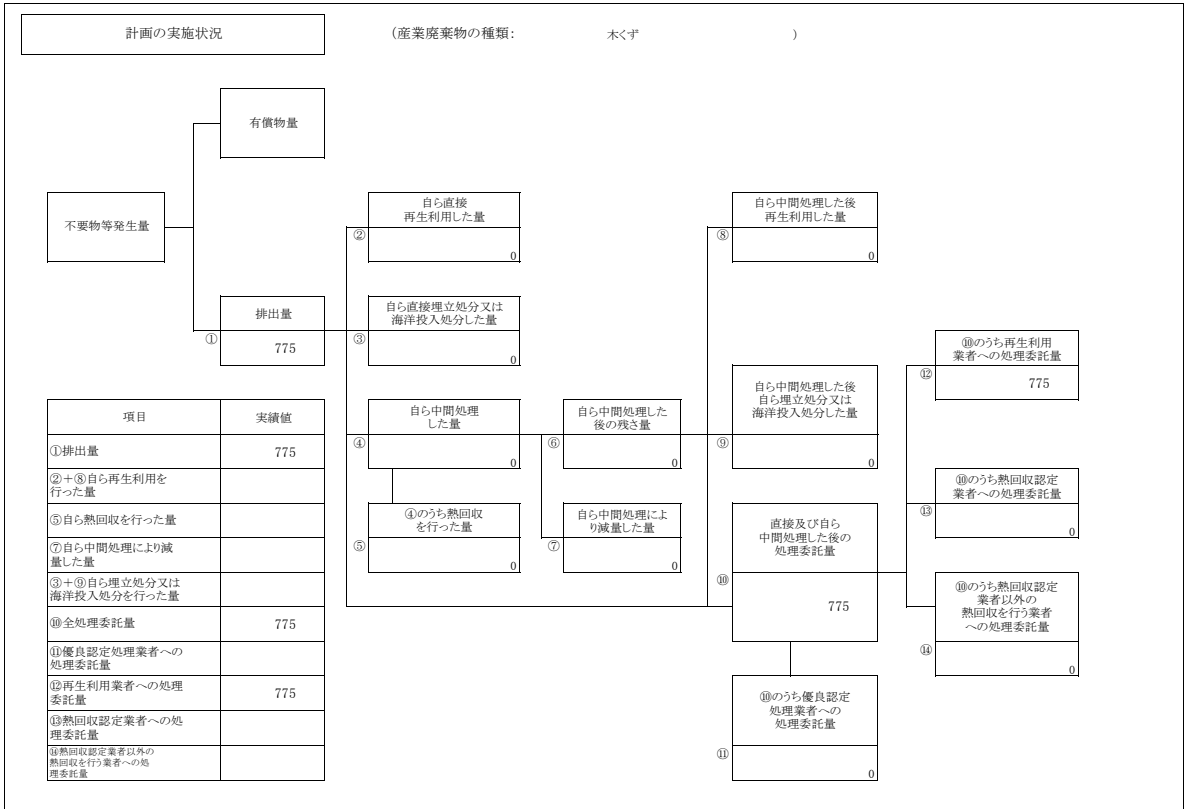 計画の実施状況
（産業廃棄物の種類： 木くず ）
有償物量
不要物等発生量
排出量
①
775
自ら直接
再生利用した量
②
0
自ら直接埋立処分又は
海洋投入処分した量
③
0
自ら中間処理
した量
④
0
④のうち熱回収
を行った量
⑤
0
自ら中間処理した
後の残さ量
⑥
0
自ら中間処理によ
り減量した量
⑦
0
自ら中間処理した後
再生利用した量
⑧
0
自ら中間処理した後
自ら埋立処分又は
海洋投入処分した量
⑨
0
直接及び自ら
中間処理した後の
処理委託量
⑩
775
⑩のうち優良認定
処理業者への
処理委託量
⑪
0
⑩のうち再生利用
業者への処理委託量
⑫
775
⑩のうち熱回収認定
業者への処理委託量
⑬
0
⑩のうち熱回収認定
業者以外の
熱回収を行う業者
への処理委託量
⑭
0
項目 実績値
①排出量 775
②＋⑧自ら再生利用を
行った量
⑤自ら熱回収を行った量
⑦自ら中間処理により減
量した量
③＋⑨自ら埋立処分又は
海洋投入処分を行った量
⑩全処理委託量 775
⑪優良認定処理業者への
処理委託量
⑫再生利用業者への処理
委託量 775
⑬熱回収認定業者への処
理委託量
⑭熱回収認定業者以外の
熱回収を行う業者への処
理委託量